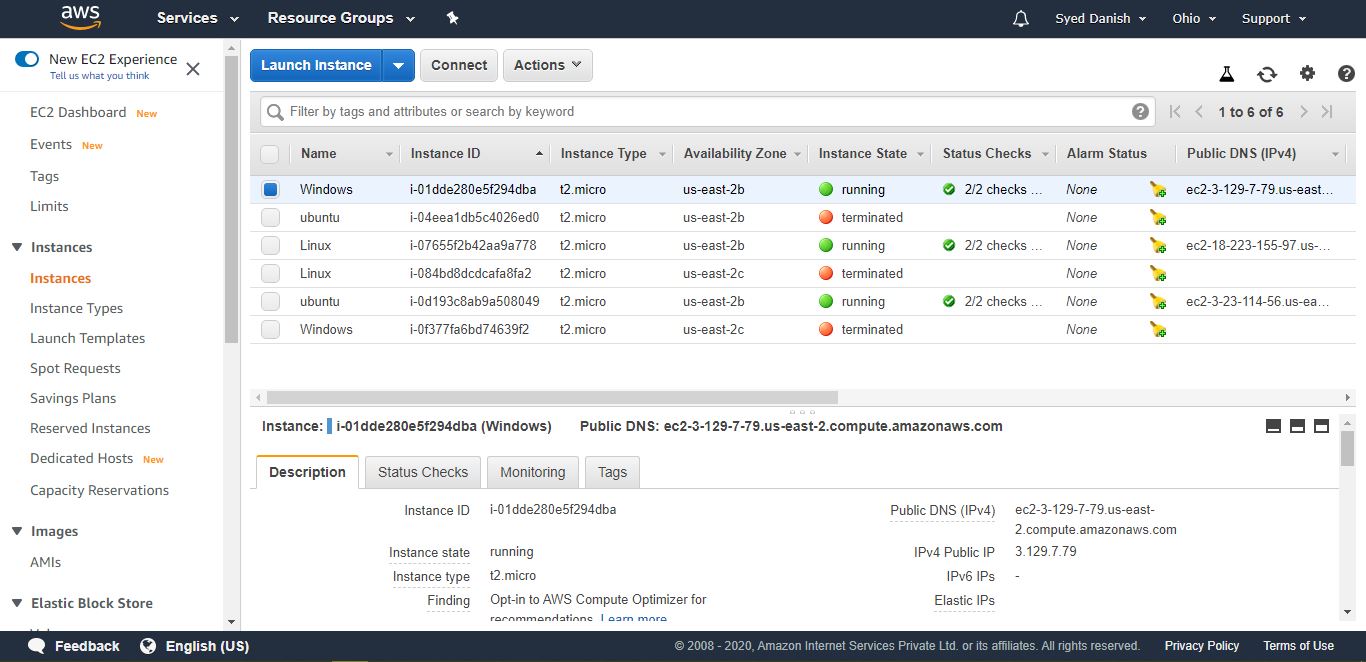 aws Services Resource Groups Syed Danish Ohio Support
New EC2 Experience
Tell us what you think
EC2 Dashboard New
Events New
Tags
Limits
Instances
Instances
Instance Types
Launch Templates
Spot Requests
Savings Plans
Reserved Instances
Dedicated Hosts New
Capacity Reservations
Images
AMIs
Elastic Block Store
Launch Instance Connect Actions
Filter by tags and attributes or search by keyword 1 to 6 of 6
Name Instance ID Instance Type Availability Zone Instance State Status Checks Alarm Status Public DNS (IPv4)
Windows i-01dde280e5f294dba t2.micro us-east-2b running 2/2 checks ... None ec2-3-129-7-79.us-east...
ubuntu i-04eea1db5c4026ed0 t2.micro us-east-2b terminated None
Linux i-07655f2b42aa9a778 t2.micro us-east-2b running 2/2 checks ... None ec2-18-223-155-97.us-...
Linux i-084bd8dcdcafa8fa2 t2.micro us-east-2c terminated None
ubuntu i-0d193c8ab9a508049 t2.micro us-east-2b running 2/2 checks ... None ec2-3-23-114-56.us-ea...
Windows i-0f377fa6bd74639f2 t2.micro us-east-2c terminated None
Instance: i-01dde280e5f294dba (Windows) Public DNS: ec2-3-129-7-79.us-east-2.compute.amazonaws.com
Description Status Checks Monitoring Tags
Instance ID i-01dde280e5f294dba Public DNS (IPv4) ec2-3-129-7-79.us-east-
2.compute.amazonaws.com
Instance state running IPv4 Public IP 3.129.7.79
Instance type t2.micro IPv6 IPs -
Finding Opt-in to AWS Compute Optimizer for Elastic IPs
recommendations. Learn more
Feedback English (US) © 2008 - 2020, Amazon Internet Services Private Ltd. or its affiliates. All rights reserved. Privacy Policy Terms of Use